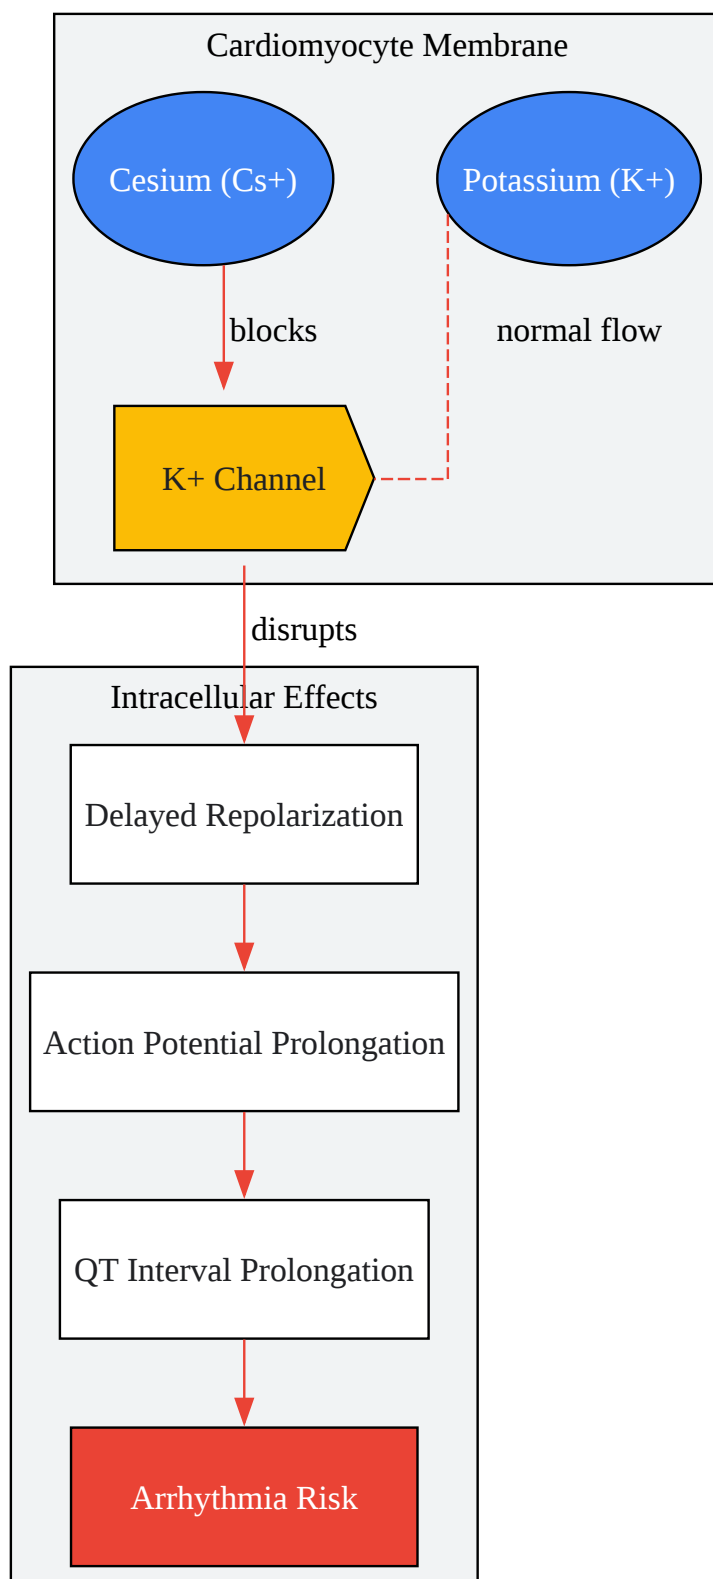 Cardiomyocyte Membrane
Cesium (Cs+)
Potassium (K+)
blocks
normal flow
K+ Channel
disrupts
Intracellular Effects
Delayed Repolarization
Action Potential Prolongation
QT Interval Prolongation
Arrhythmia Risk